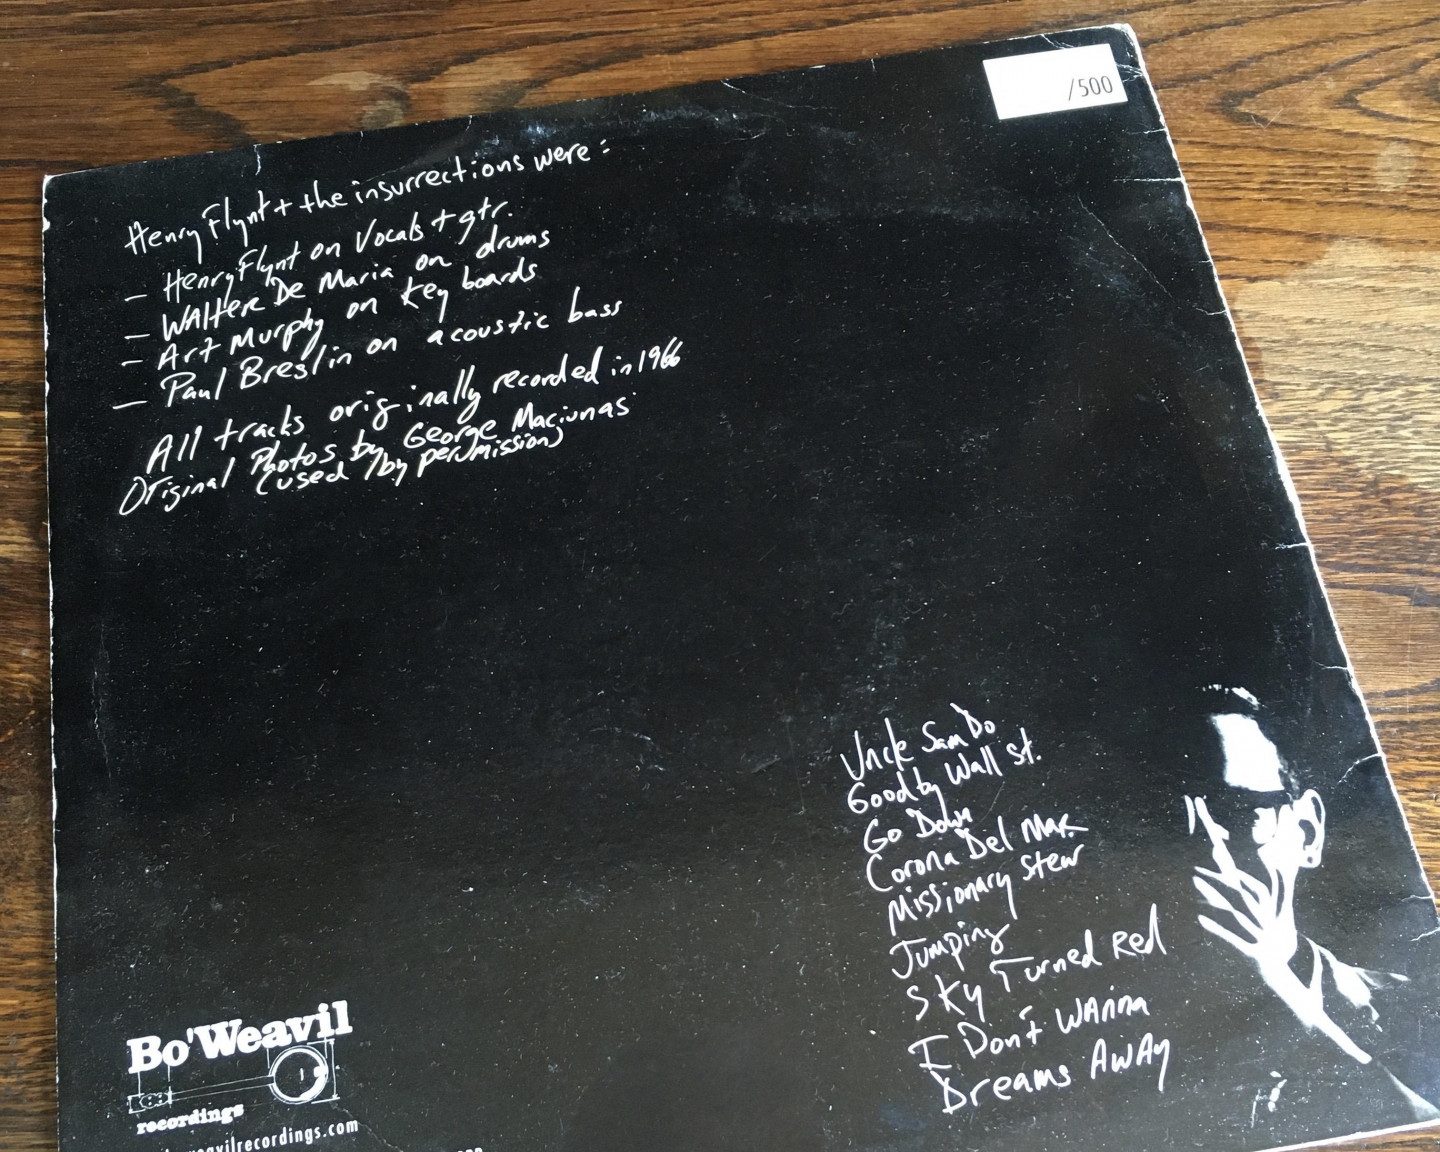 /500
Henry Flynt + the insurrections were :
– Henry Flynt on Vocals + gtr.
– WAlter De Maria on drums
– Art Murphy on key boards
– Paul Breslin on acoustic bass
All tracks originally recorded in 1966
Original Photos by George Maciunas
(used by permission)
Uncle Sam Do
Goodby Wall St.
Go Down
Corona Del Mar
Missionary Stew
Jumping
Sky Turned Red
I Don't WAnna
Dreams AWAy
Bo'Weavil
recordings
eavilrecordings.com